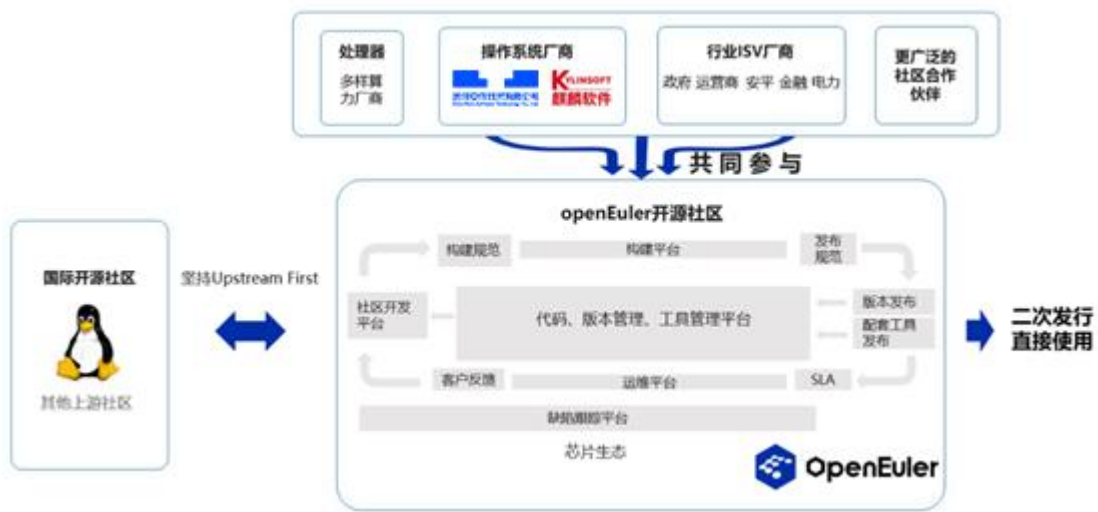 处理器
多样算
力厂商
操作系统厂商
KYLINSOFT
麒麟软件
行业ISV厂商
政府 运营商 安平 金融 电力
更广泛的
社区合作
伙伴
共同参与
openEuler开源社区
国际开源社区
其他上游社区
坚持Upstream First
构建规范
构建平台
发布
规范
社区开发
平台
代码、版本管理、工具管理平台
版本发布
配套工具
发布
客户反馈
运维平台
SLA
缺陷跟踪平台
芯片生态
OpenEuler
二次发行
直接使用